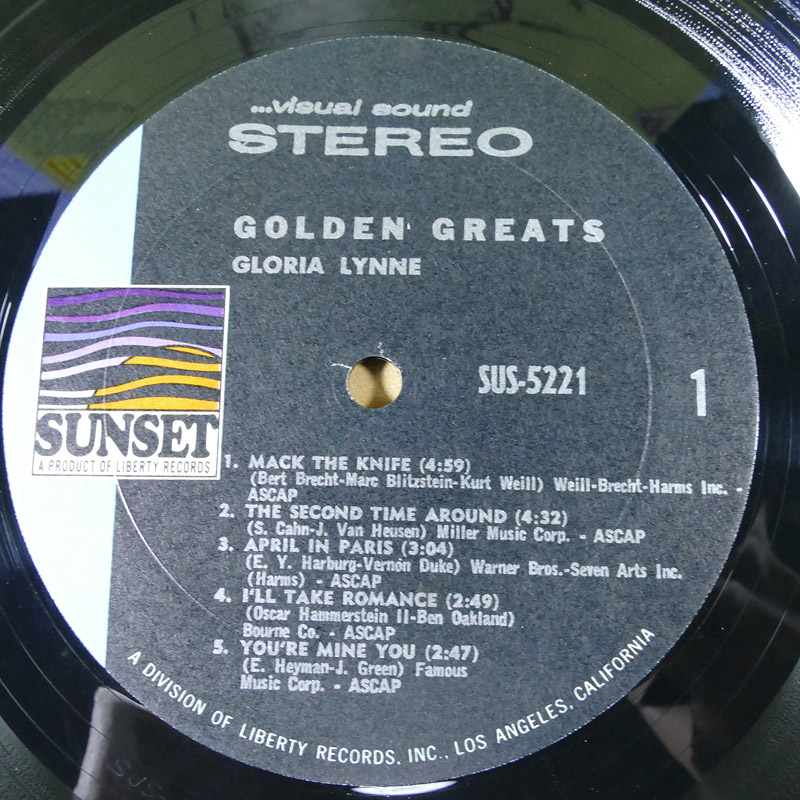 ...visual sound
STEREO
GOLDEN GREATS
GLORIA LYNNE
SUS-5221
1
SUNSET
A PRODUCT OF LIBERTY RECORDS
1. MACK THE KNIFE (4:59)
(Bert Brecht-Marc Blitzstein-Kurt Weill) Weill-Brecht-Harms Inc. -
ASCAP
2. THE SECOND TIME AROUND (4:32)
(S. Cahn-J. Van Heusen) Miller Music Corp. - ASCAP
3. APRIL IN PARIS (3:04)
(E. Y. Harburg-Vernon Duke) Warner Bros.-Seven Arts Inc.
(Harms) - ASCAP
4. I'LL TAKE ROMANCE (2:49)
(Oscar Hammerstein II-Ben Oakland)
Bourne Co. - ASCAP
5. YOU'RE MINE YOU (2:47)
(E. Heyman-J. Green) Famous
Music Corp. - ASCAP
A DIVISION OF LIBERTY RECORDS, INC., LOS ANGELES, CALIFORNIA
SUS-